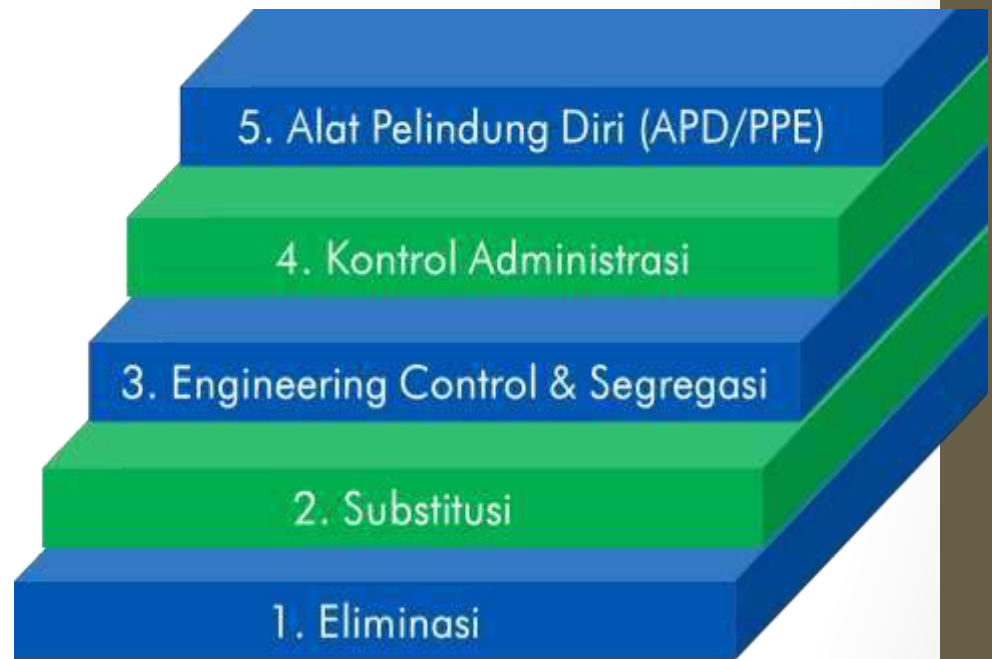 5. Alat Pelindung Diri (APD/PPE)
4. Kontrol Administrasi
3. Engineering Control & Segregasi
2. Substitusi
1. Eliminasi